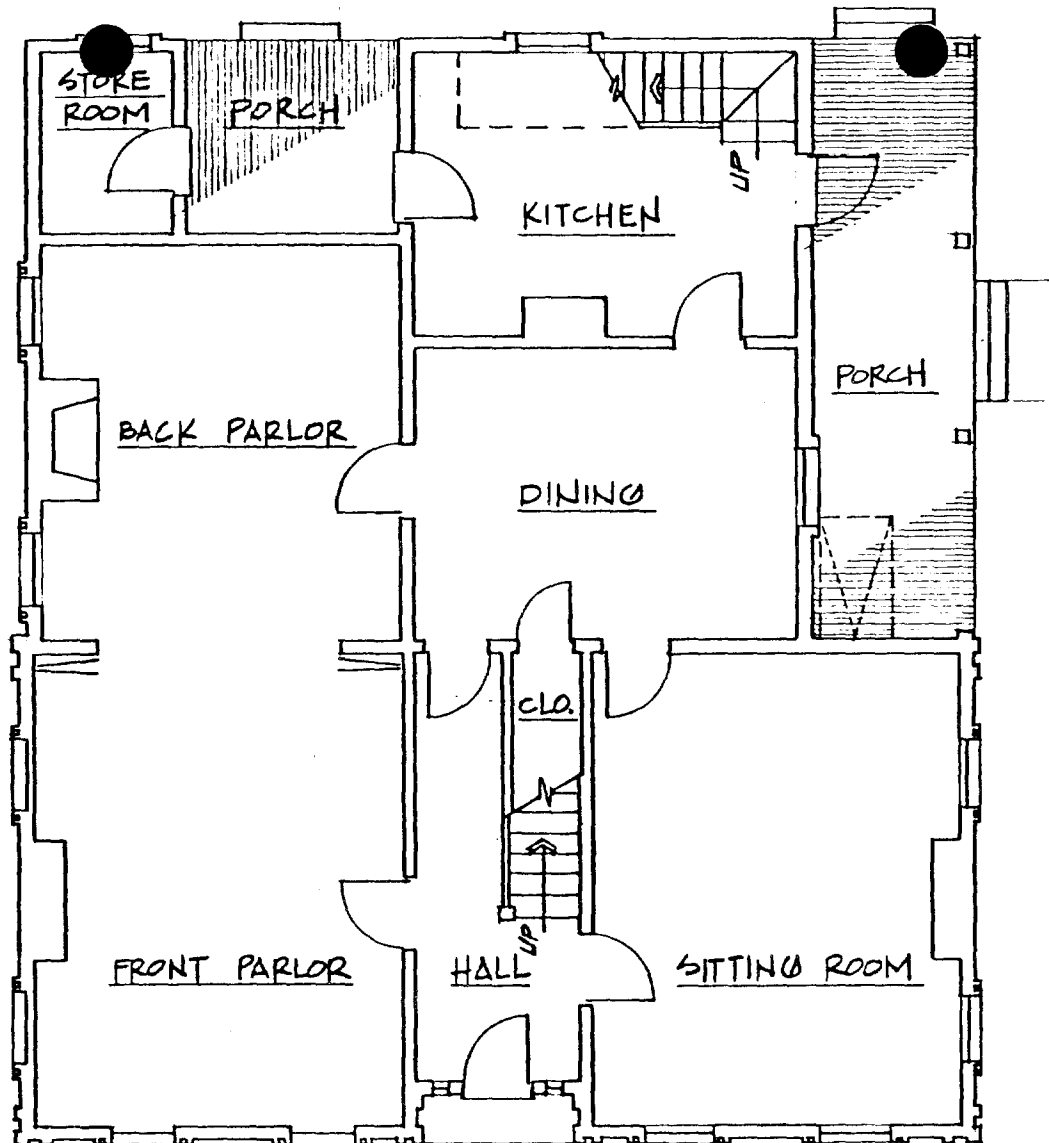 STORE
ROOM
PORCH
UP
KITCHEN
PORCH
BACK PARLOR
DINING
CLO.
UP
FRONT PARLOR
HALL
SITTING ROOM